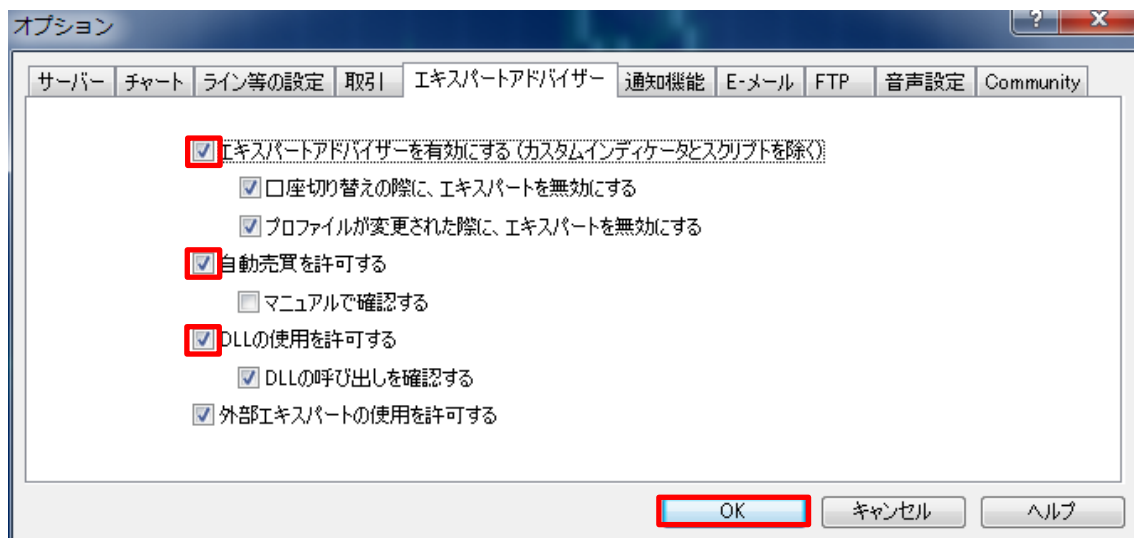 オプション
サーバー チャート ライン等の設定 取引 エキスパートアドバイザー 通知機能 E-メール FTP 音声設定 Community
エキスパートアドバイザーを有効にする(カスタムインディケータとスクリプトを除く)
口座切り替えの際に、エキスパートを無効にする
プロファイルが変更された際に、エキスパートを無効にする
自動売買を許可する
マニュアルで確認する
DLLの使用を許可する
DLLの呼び出しを確認する
外部エキスパートの使用を許可する
OK キャンセル ヘルプ